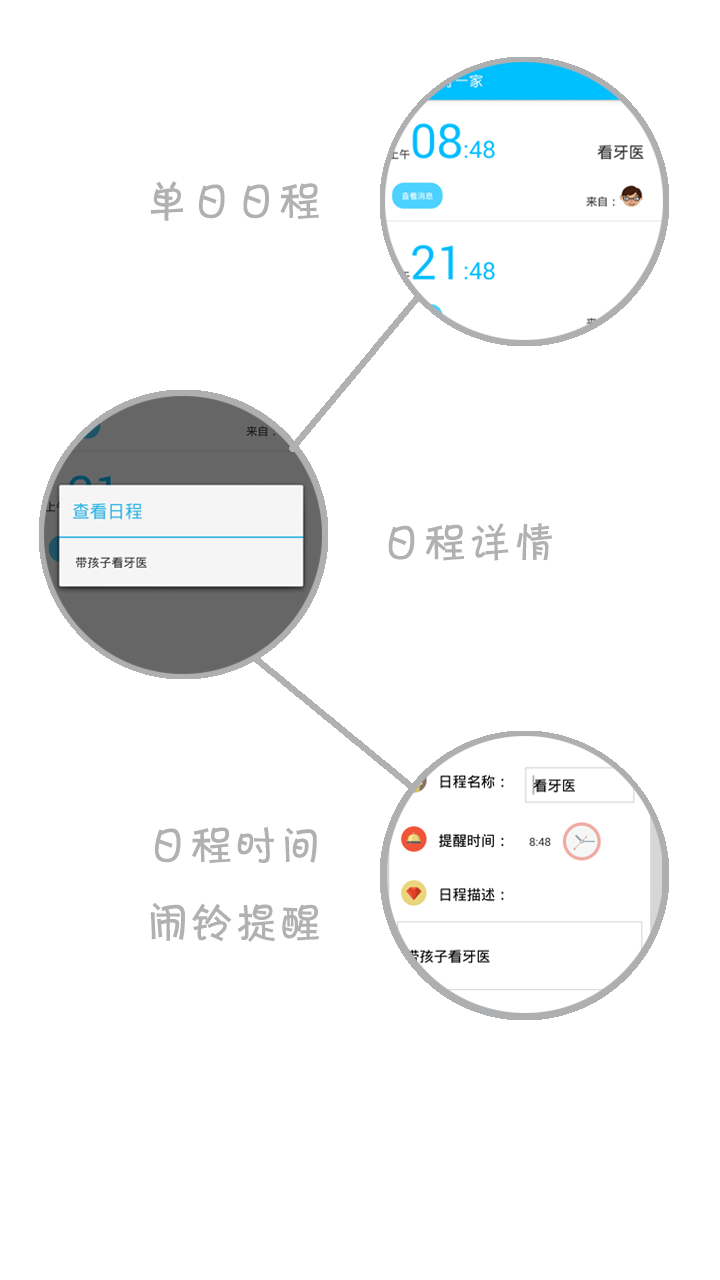 一家
上午08:48
看牙医
单日日程
查看消息
来自：
21:48
来自：
查看日程
带孩子看牙医
日程详情
日程名称：
看牙医
提醒时间：
8:48
日程时间
日程描述：
闹铃提醒
带孩子看牙医